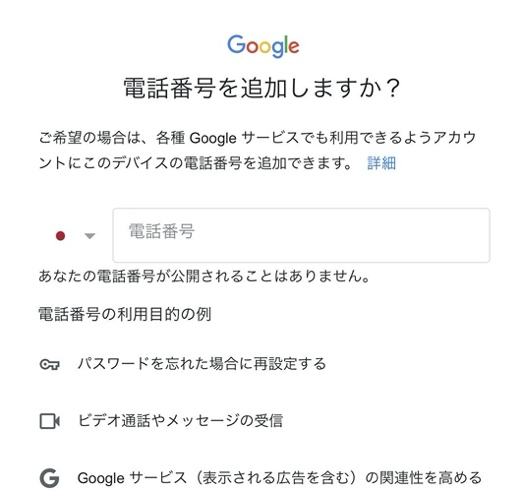 Google
電話番号を追加しますか？
ご希望の場合は、各種 Google サービスでも利用できるようアカウ
ントにこのデバイスの電話番号を追加できます。 詳細
電話番号
あなたの電話番号が公開されることはありません。
電話番号の利用目的の例
パスワードを忘れた場合に再設定する
ビデオ通話やメッセージの受信
G Google サービス（表示される広告を含む）の関連性を高める